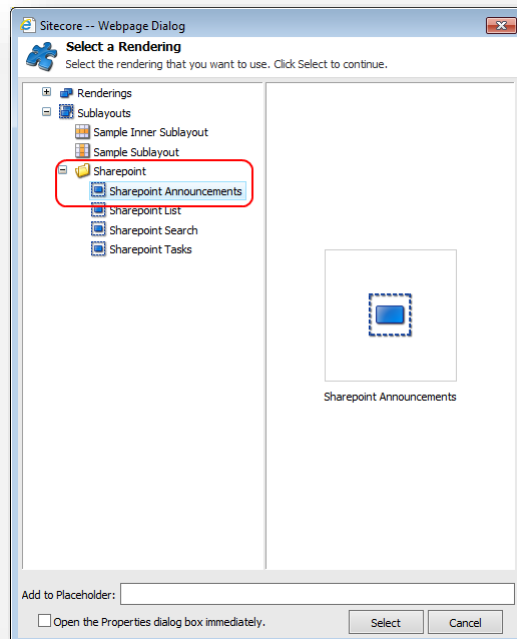 Sitecore -- Webpage Dialog
Select a Rendering
Select the rendering that you want to use. Click Select to continue.
Renderings
Sublayouts
Sample Inner Sublayout
Sample Sublayout
Sharepoint
Sharepoint Announcements
Sharepoint List
Sharepoint Search
Sharepoint Tasks
Sharepoint Announcements
Add to Placeholder:
Open the Properties dialog box immediately.
Select Cancel